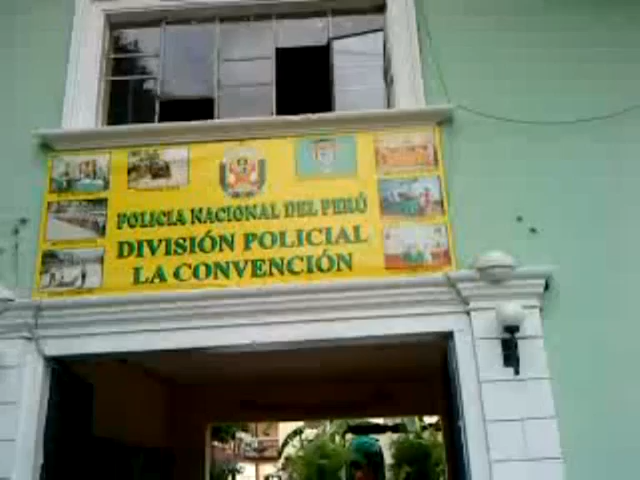 POLICIA NACIONAL DEL PERÚ
DIVISIÓN POLICIAL
LA CONVENCIÓN